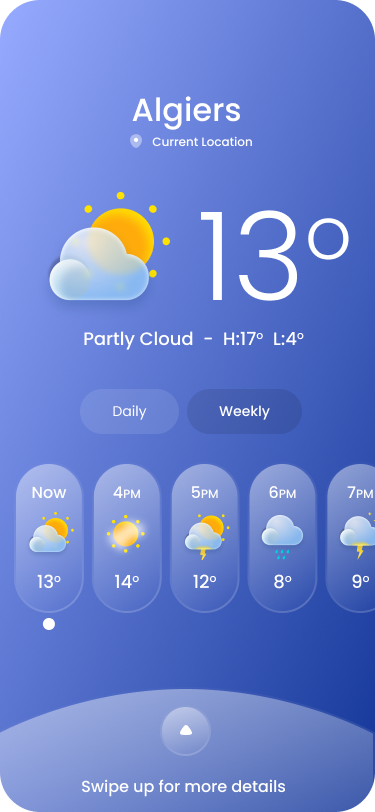 Algiers
Current Location
13°
Partly Cloud - H:17° L:4°
Daily Weekly
Now 4PM 5PM 6PM 7PM
13° 14° 12° 8° 9°
Swipe up for more details